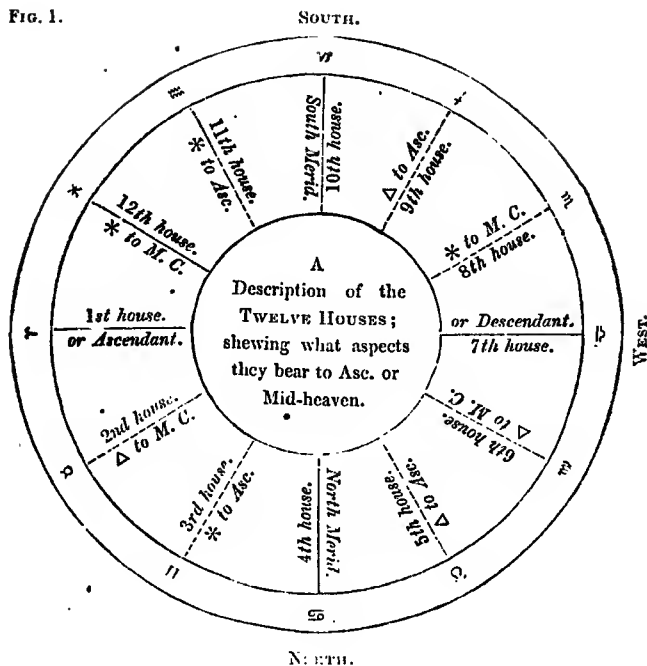 FIG. 1.
SOUTH.
South Merid.
10th house.
11th house.
* to Asc.
12th house.
* to M. C.
1st house.
or Ascendant.
2nd house.
△ to M. C.
3rd house.
* to Asc.
4th house.
North Merid.
5th house.
△ to Asc.
6th house.
△ to M. C.
or Descendant.
7th house.
* to M. C.
8th house.
△ to Asc.
9th house.
A
Description of the
TWELVE HOUSES;
shewing what aspects
they bear to Asc. or
Mid-heaven.
♑
♐
♏
♎
♍
♌
♋
♊
♉
♈
♓
♒
WEST.